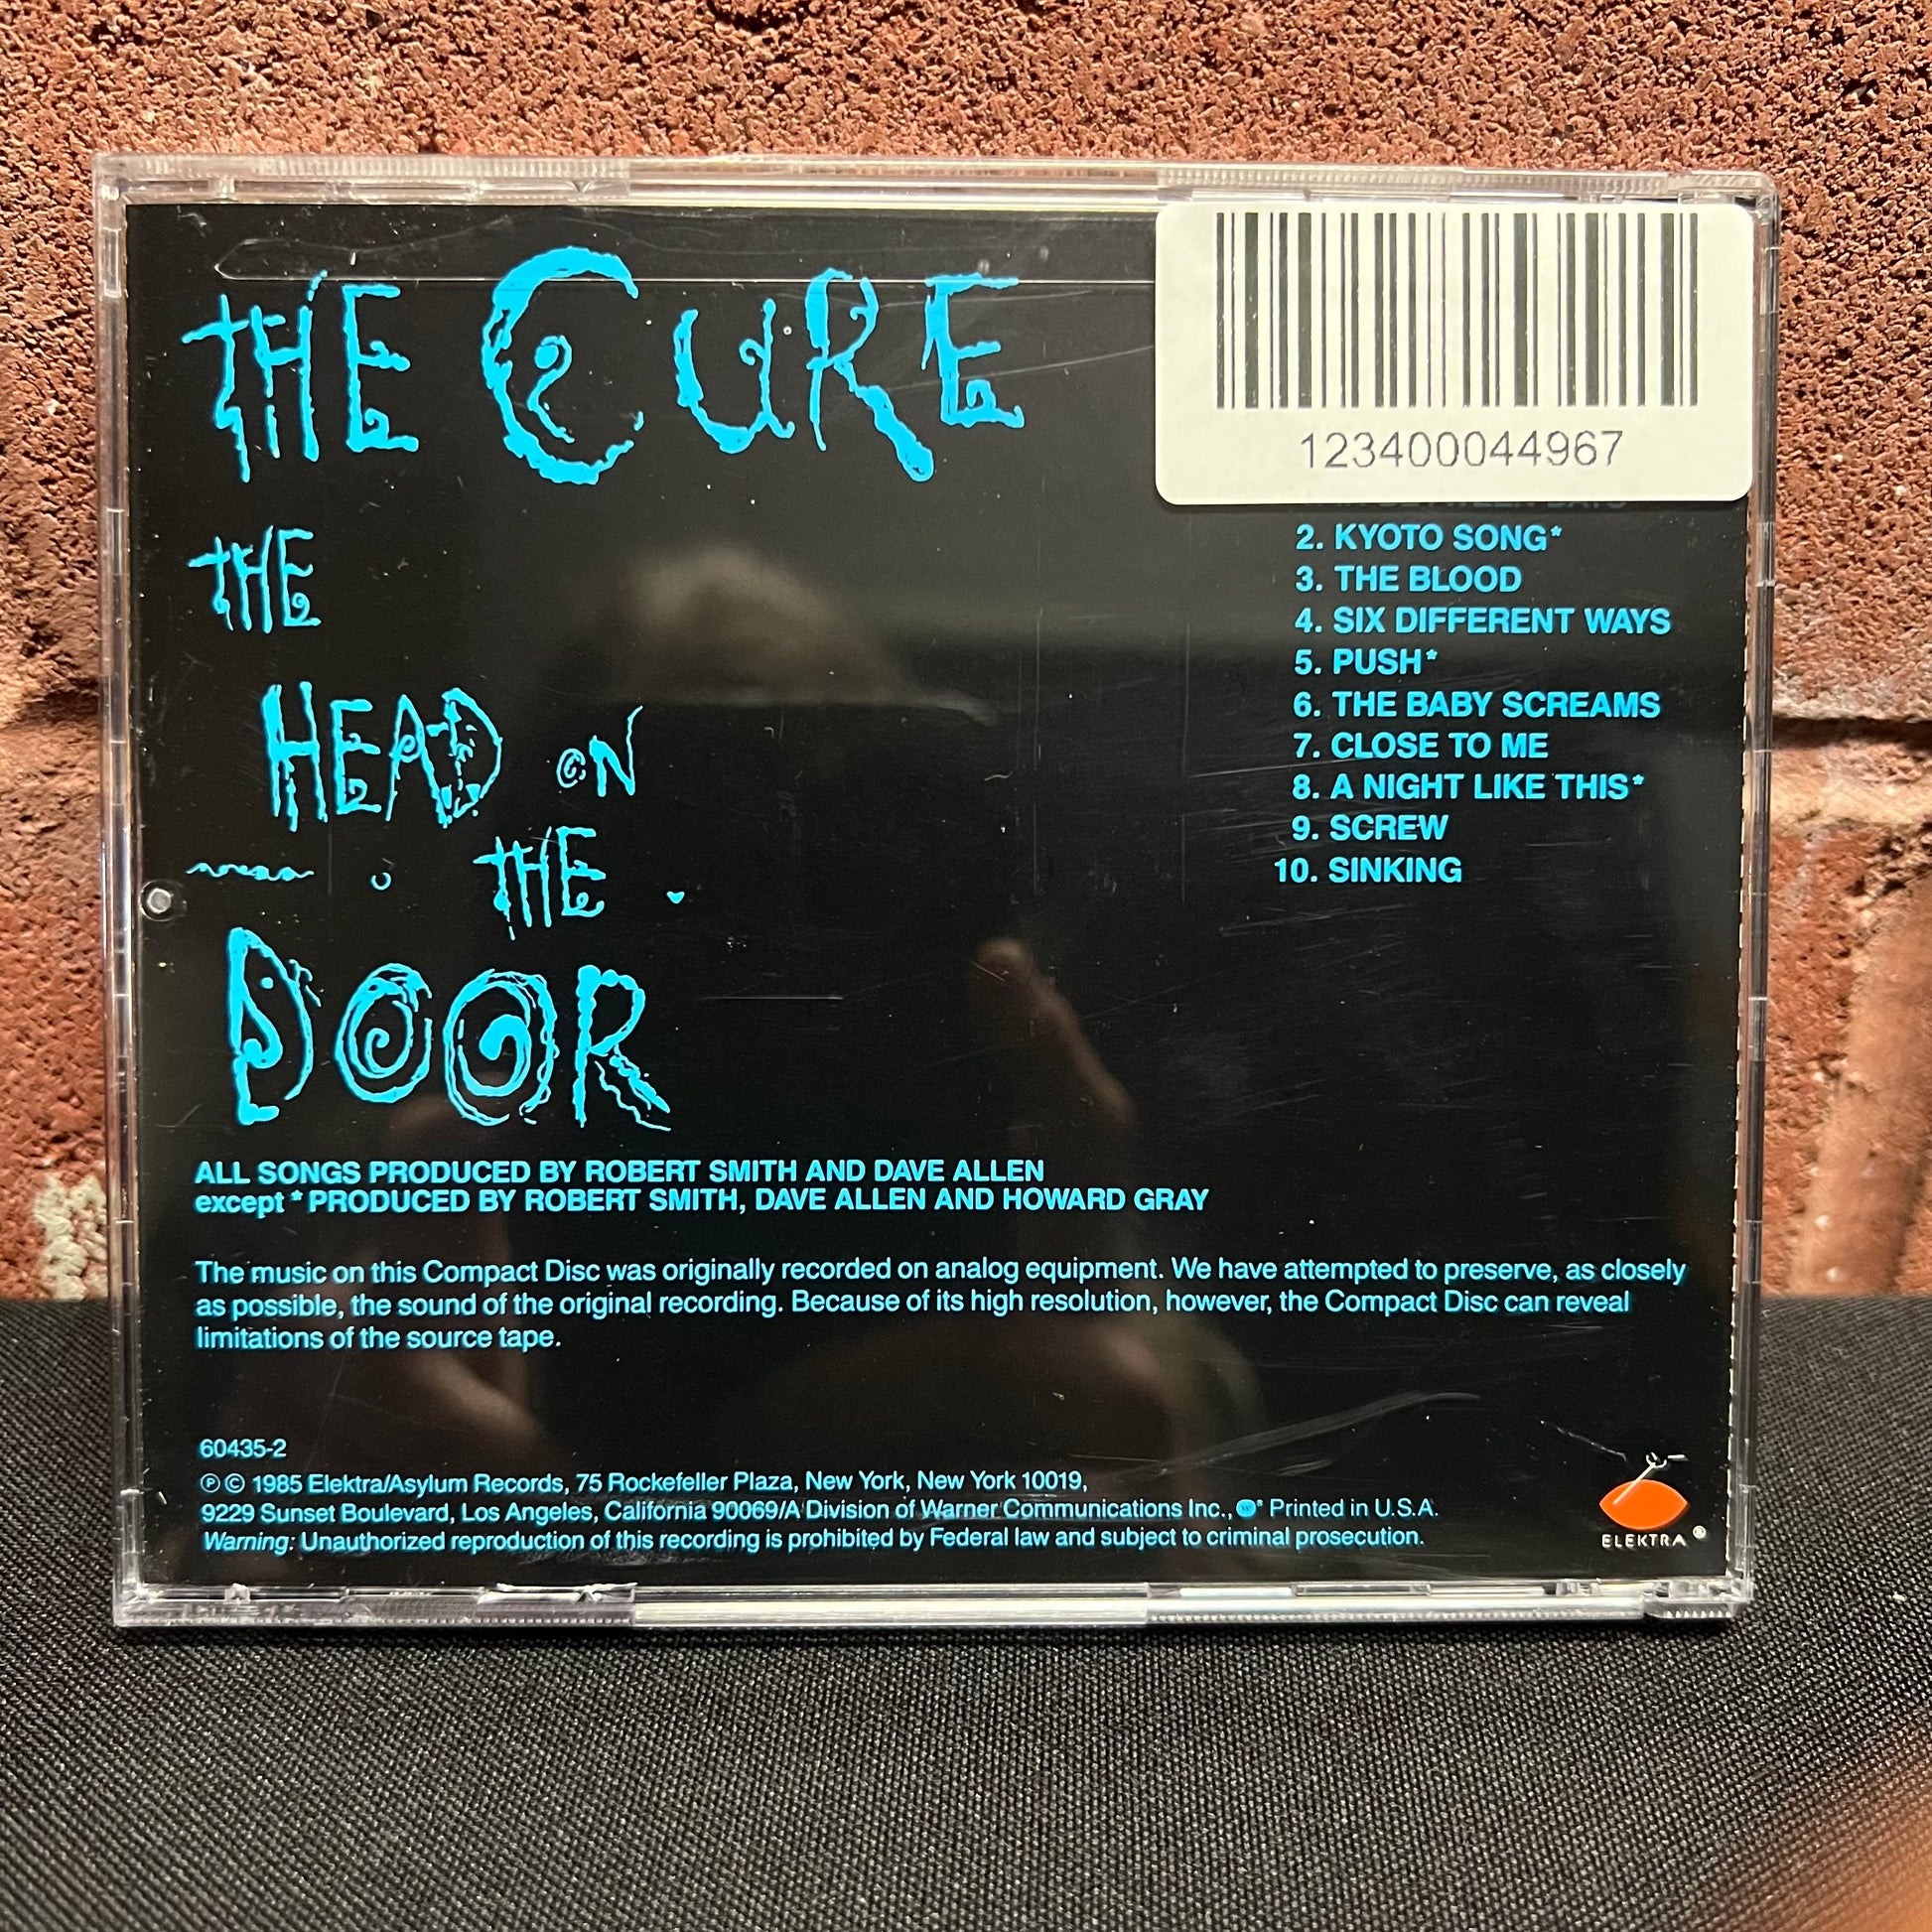 THE CURE
THE
HEAD ON
THE
DOOR
123400044967
2. KYOTO SONG*
3. THE BLOOD
4. SIX DIFFERENT WAYS
5. PUSH*
6. THE BABY SCREAMS
7. CLOSE TO ME
8. A NIGHT LIKE THIS*
9. SCREW
10. SINKING
ALL SONGS PRODUCED BY ROBERT SMITH AND DAVE ALLEN
except * PRODUCED BY ROBERT SMITH, DAVE ALLEN AND HOWARD GRAY
The music on this Compact Disc was originally recorded on analog equipment. We have attempted to preserve, as closely
as possible, the sound of the original recording. Because of its high resolution, however, the Compact Disc can reveal
limitations of the source tape.
60435-2
℗ © 1985 Elektra/Asylum Records, 75 Rockefeller Plaza, New York, New York 10019,
9229 Sunset Boulevard, Los Angeles, California 90069/A Division of Warner Communications Inc., Printed in U.S.A.
Warning: Unauthorized reproduction of this recording is prohibited by Federal law and subject to criminal prosecution.
ELEKTRA ®